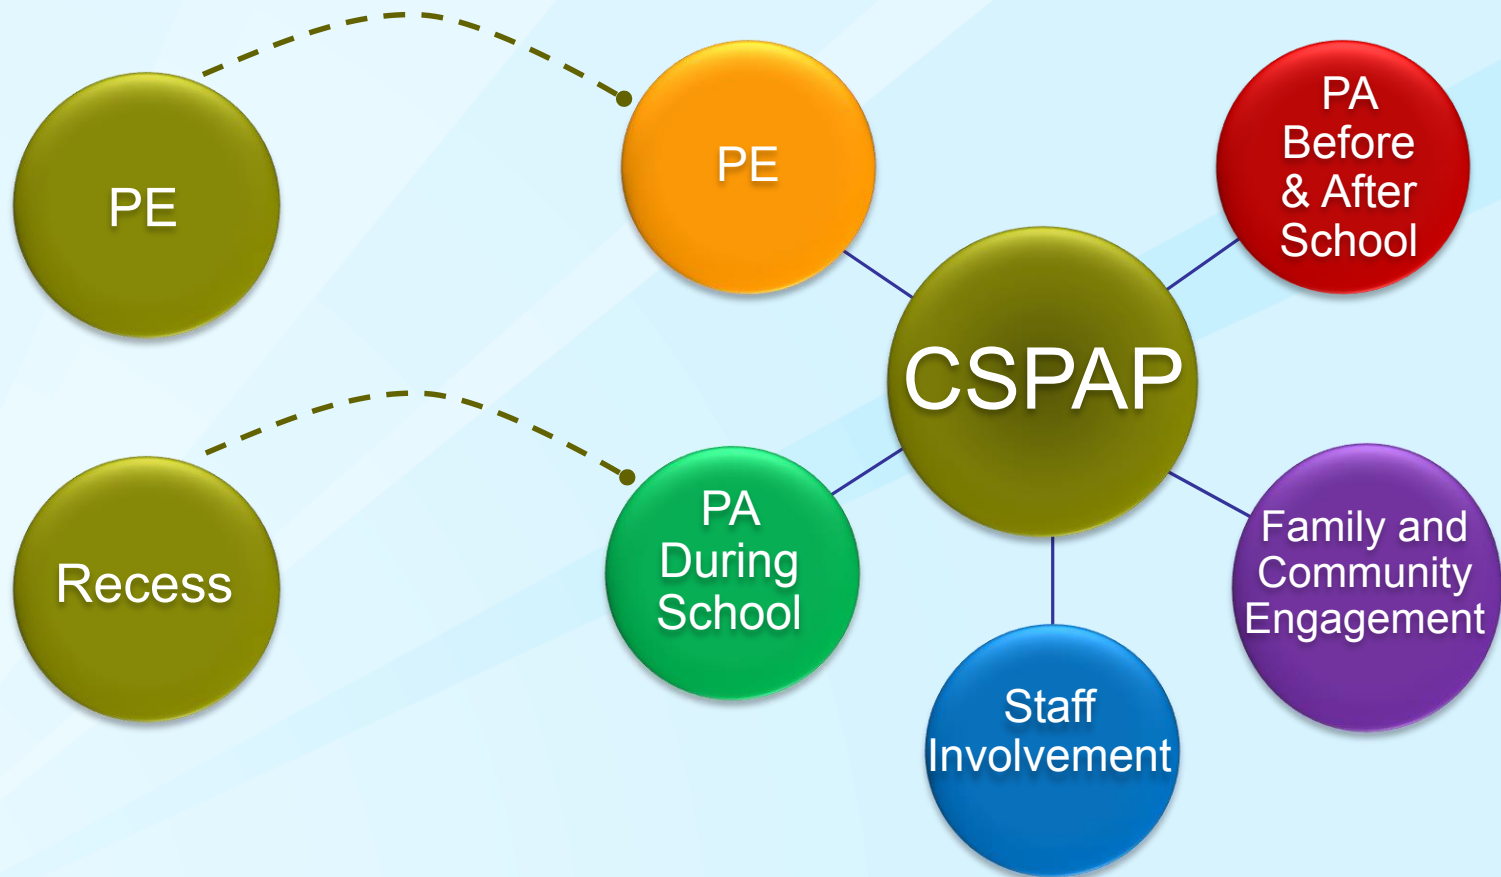 PE
Recess
PE
PA
During
School
CSPAP
PA
Before
& After
School
Family and
Community
Engagement
Staff
Involvement